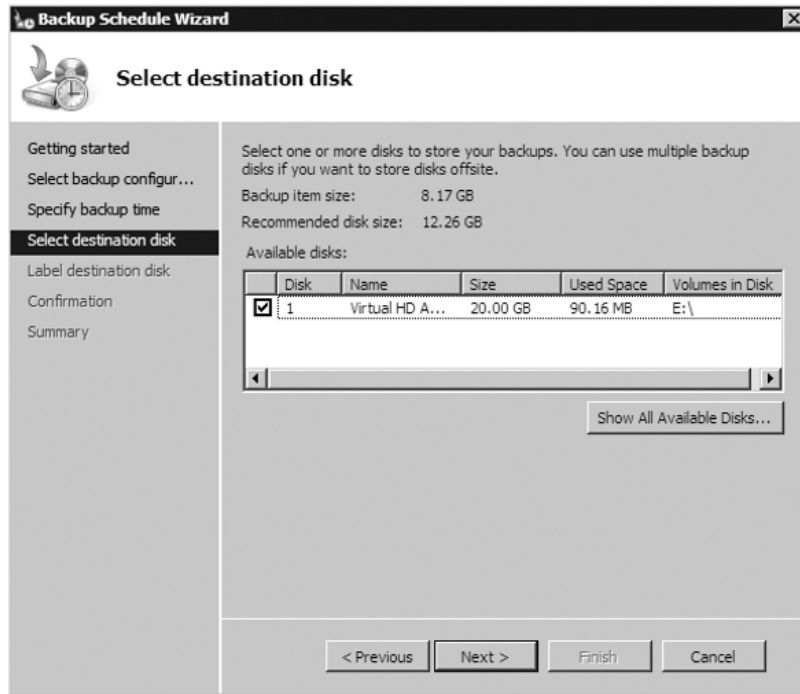 Backup Schedule Wizard
Select destination disk
Getting started
Select backup configur...
Specify backup time
Select destination disk
Label destination disk
Confirmation
Summary
Select one or more disks to store your backups. You can use multiple backup
disks if you want to store disks offsite.
Backup item size: 8.17 GB
Recommended disk size: 12.26 GB
Available disks:
Disk Name Size Used Space Volumes in Disk
1 Virtual HD A... 20.00 GB 90.16 MB E:\
Show All Available Disks...
< Previous Next > Finish Cancel